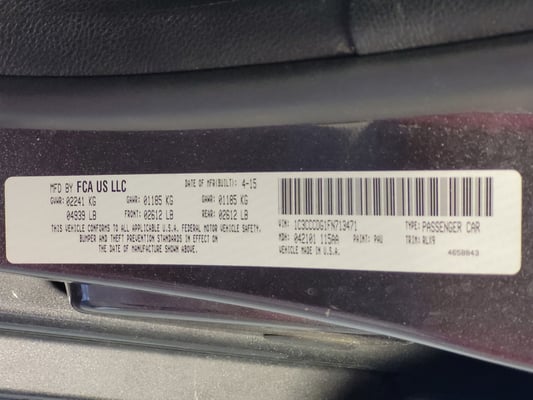 MFD BY FCA US LLC DATE OF MFR(BUILT): 4-15
GVWR: 02241 KG GAWR: 01185 KG GAWR: 01185 KG
04939 LB FRONT: 02612 LB REAR: 02612 LB
THIS VEHICLE CONFORMS TO ALL APPLICABLE U.S.A. FEDERAL MOTOR VEHICLE SAFETY,
BUMPER AND THEFT PREVENTION STANDARDS IN EFFECT ON
THE DATE OF MANUFACTURE SHOWN ABOVE.
VIN: 1C3CCCDG1FN713471 TYPE: PASSENGER CAR
MDH: 042101 115AA PAINT: PAU TRIM: RLX9
VEHICLE MADE IN U.S.A. 4658843